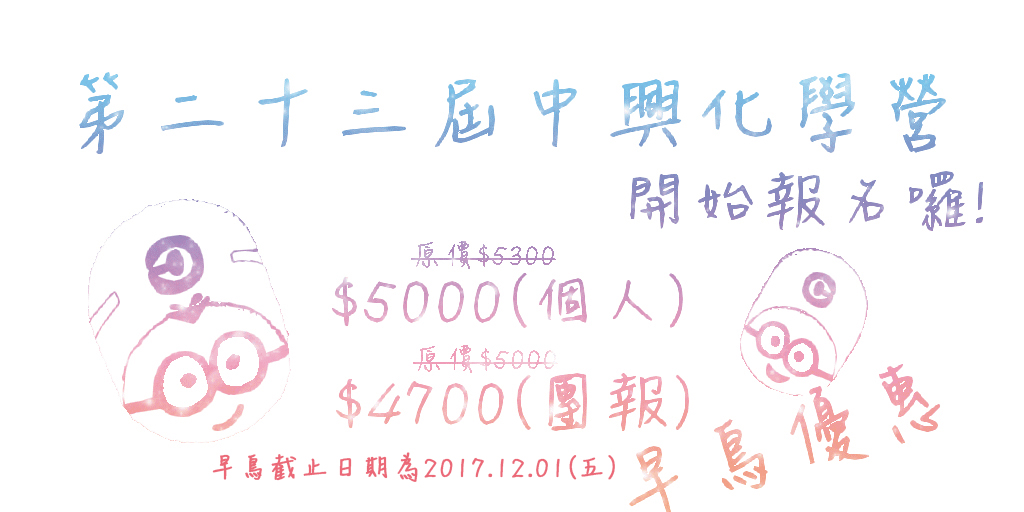 第二十三屆中興化學營
開始報名囉!
原價$5300
$5000(個人)
原價$5000
$4700(團報)
早鳥優惠
早鳥截止日期為2017.12.01(五)